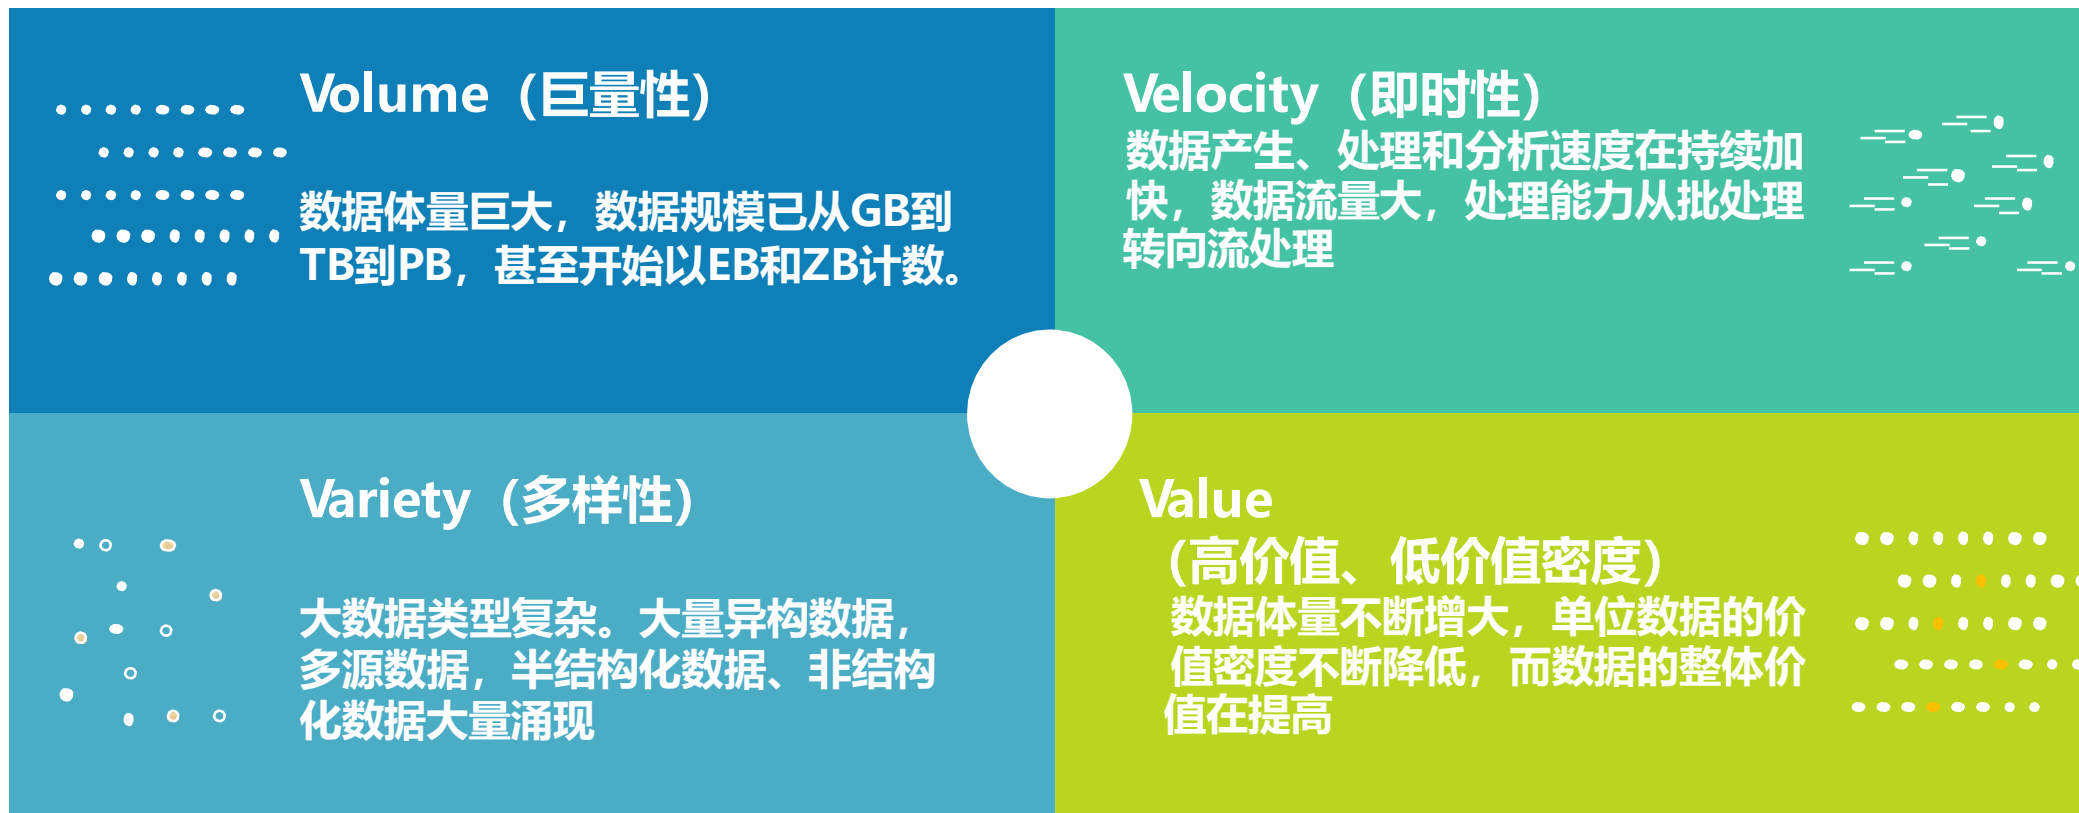 Volume（巨量性）
数据体量巨大，数据规模已从GB到
TB到PB，甚至开始以EB和ZB计数。
Velocity（即时性）
数据产生、处理和分析速度在持续加
快，数据流量大，处理能力从批处理
转向流处理
Variety（多样性）
大数据类型复杂。大量异构数据，
多源数据，半结构化数据、非结构
化数据大量涌现
Value
（高价值、低价值密度）
数据体量不断增大，单位数据的价
值密度不断降低，而数据的整体价
值在提高